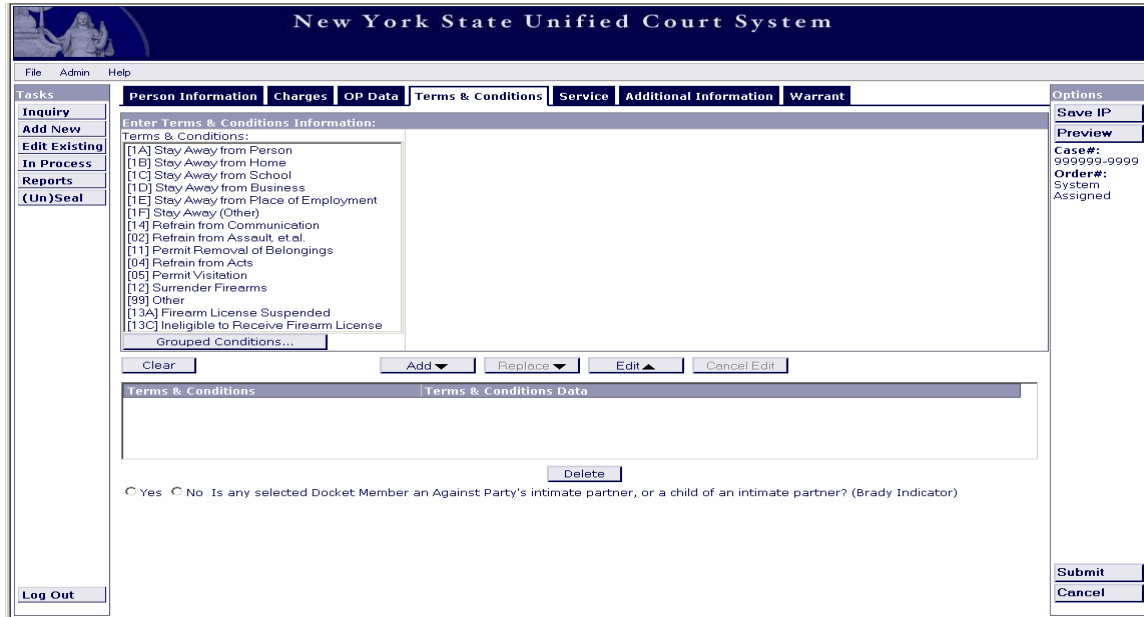 New York State Unified Court System
File Admin Help
Tasks
Inquiry
Add New
Edit Existing
In Process
Reports
(Un)Seal
Log Out
Person Information Charges OP Data Terms & Conditions Service Additional Information Warrant
Enter Terms & Conditions Information:
Terms & Conditions:
[1A] Stay Away from Person
[1B] Stay Away from Home
[1C] Stay Away from School
[1D] Stay Away from Business
[1E] Stay Away from Place of Employment
[1F] Stay Away (Other)
[14] Refrain from Communication
[02] Refrain from Assault, et.al.
[11] Permit Removal of Belongings
[04] Refrain from Acts
[05] Permit Visitation
[12] Surrender Firearms
[99] Other
[13A] Firearm License Suspended
[13C] Ineligible to Receive Firearm License
Grouped Conditions...
Clear Add Replace Edit Cancel Edit
Terms & Conditions Terms & Conditions Data
Delete
Yes No Is any selected Docket Member an Against Party's intimate partner, or a child of an intimate partner? (Brady Indicator)
Options
Save IP
Preview
Case#:
999999-9999
Order#:
System
Assigned
Submit
Cancel